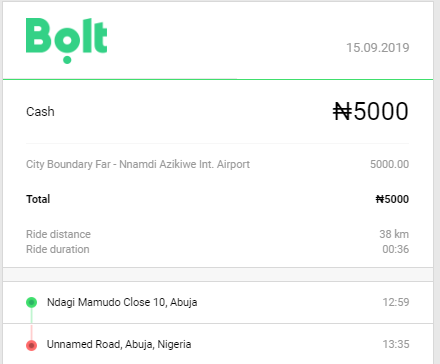 Bolt
15.09.2019
Cash ₦5000
City Boundary Far - Nnamdi Azikiwe Int. Airport 5000.00
Total ₦5000
Ride distance 38 km
Ride duration 00:36
Ndagi Mamudo Close 10, Abuja 12:59
Unnamed Road, Abuja, Nigeria 13:35